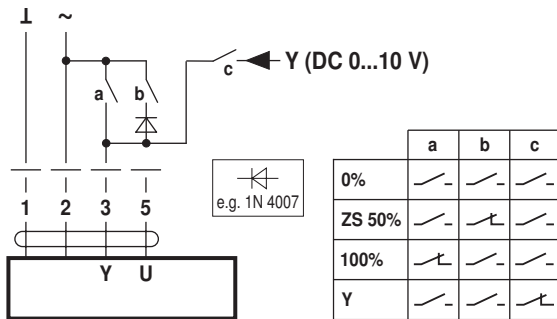 ⊥ ~
c Y (DC 0...10 V)
a b
1 2 3 5
Y U
e.g. 1N 4007
a b c
0%
ZS 50%
100%
Y